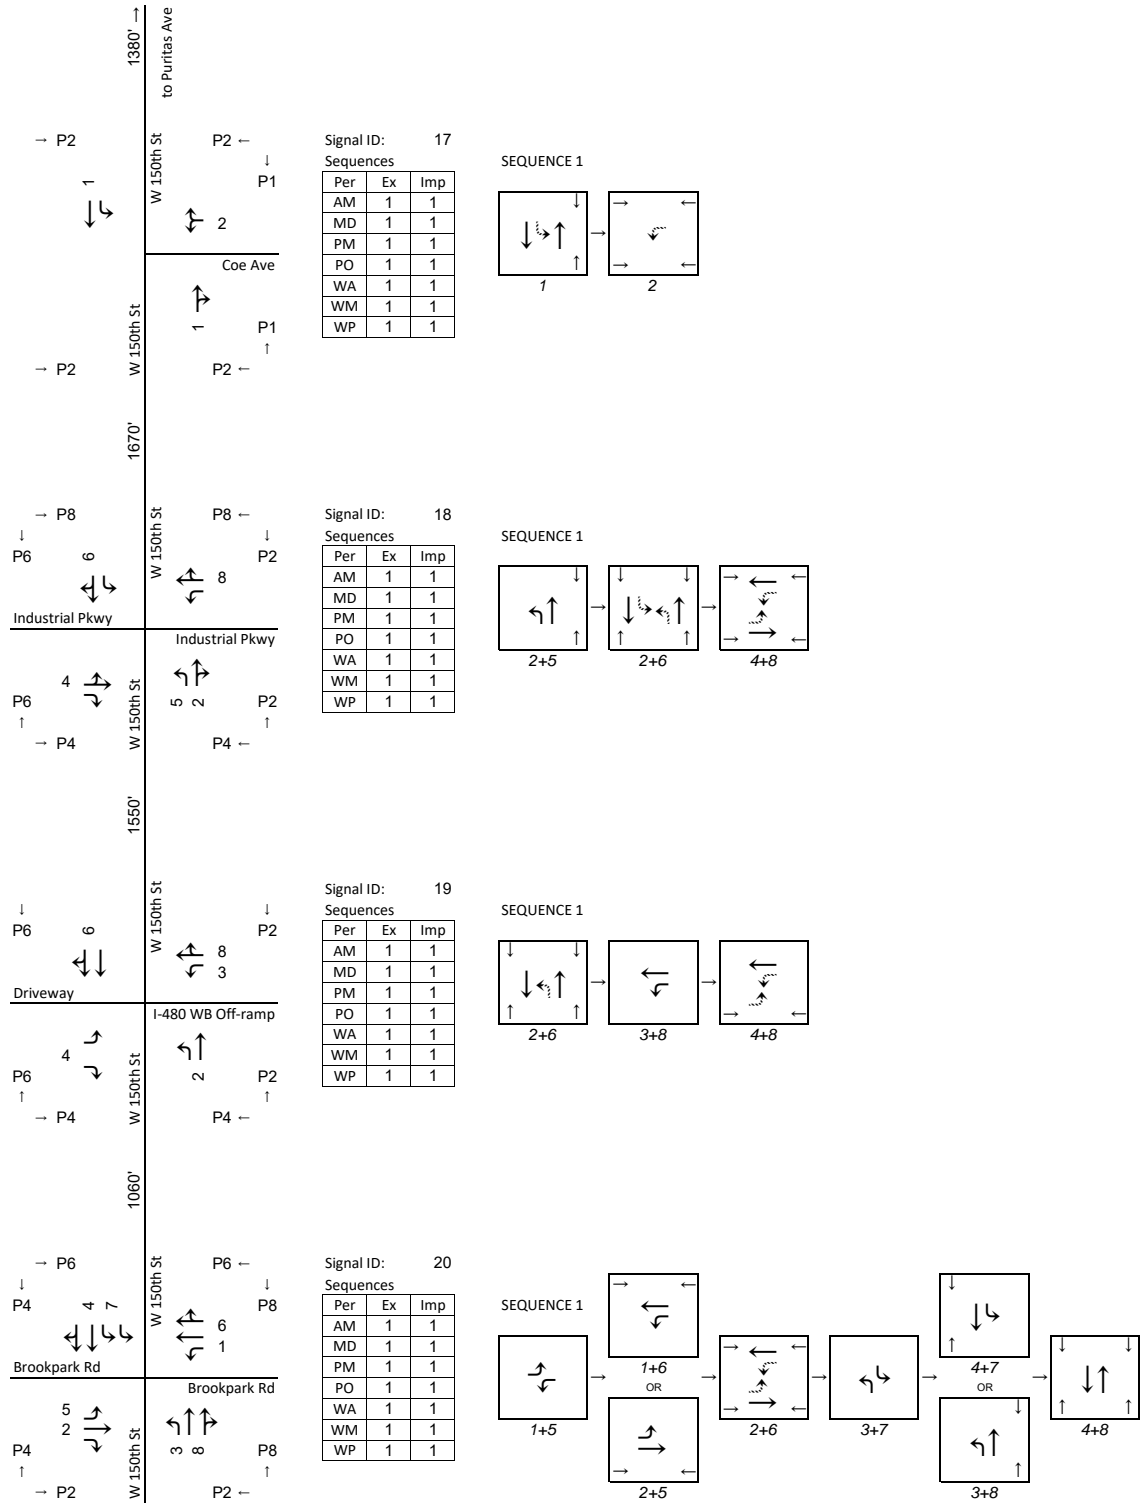 1380' →
to Puritas Ave
→ P2
W 150th St
P2 ←
↓
P1
1
2
Coe Ave
1
P1
↑
→ P2
W 150th St
P2 ←
Signal ID: 17
Sequences
Per Ex Imp
AM 1 1
MD 1 1
PM 1 1
PO 1 1
WA 1 1
WM 1 1
WP 1 1
SEQUENCE 1
1
2
1670'
→ P8
W 150th St
P8 ←
↓
↓
P6
6
P2
8
Industrial Pkwy
Industrial Pkwy
4
5 2
P6
W 150th St
P2
↑
↑
→ P4
P4 ←
Signal ID: 18
Sequences
Per Ex Imp
AM 1 1
MD 1 1
PM 1 1
PO 1 1
WA 1 1
WM 1 1
WP 1 1
SEQUENCE 1
2+5
2+6
4+8
1550'
↓
W 150th St
↓
P6
6
P2
8
3
Driveway
I-480 WB Off-ramp
4
2
P6
W 150th St
P2
↑
↑
→ P4
P4 ←
Signal ID: 19
Sequences
Per Ex Imp
AM 1 1
MD 1 1
PM 1 1
PO 1 1
WA 1 1
WM 1 1
WP 1 1
SEQUENCE 1
2+6
3+8
4+8
1060'
→ P6
W 150th St
P6 ←
↓
↓
P4
4 7
P8
6
1
Brookpark Rd
Brookpark Rd
5
2
3 8
P4
W 150th St
P8
↑
↑
→ P2
P2 ←
Signal ID: 20
Sequences
Per Ex Imp
AM 1 1
MD 1 1
PM 1 1
PO 1 1
WA 1 1
WM 1 1
WP 1 1
SEQUENCE 1
1+5
1+6
OR
2+5
2+6
3+7
4+7
OR
3+8
4+8